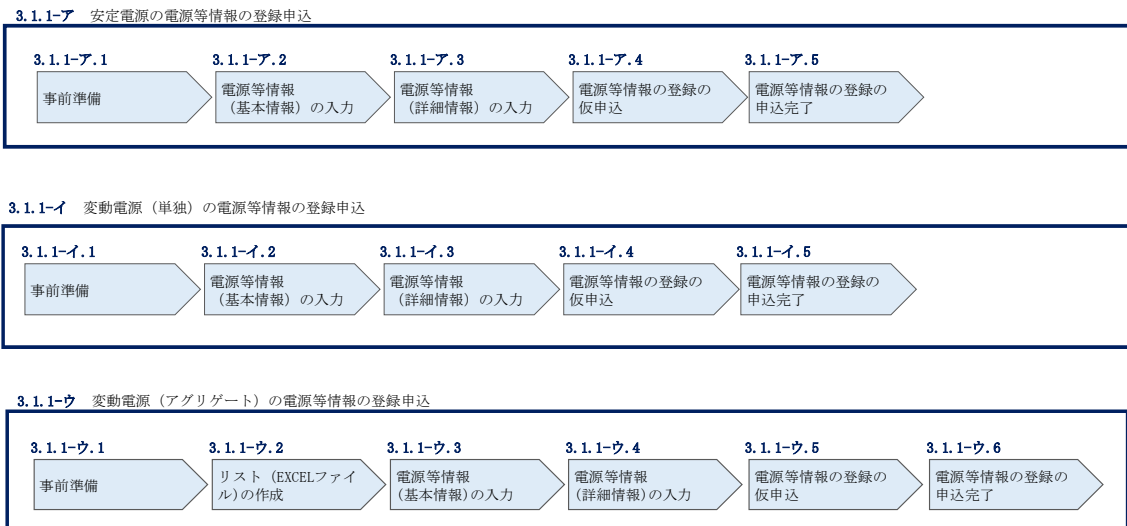 3.1.1-ア 安定電源の電源等情報の登録申込
3.1.1-ア.1
事前準備
3.1.1-ア.2
電源等情報
（基本情報）の入力
3.1.1-ア.3
電源等情報
（詳細情報）の入力
3.1.1-ア.4
電源等情報の登録の
仮申込
3.1.1-ア.5
電源等情報の登録の
申込完了
3.1.1-イ 変動電源（単独）の電源等情報の登録申込
3.1.1-イ.1
事前準備
3.1.1-イ.2
電源等情報
（基本情報）の入力
3.1.1-イ.3
電源等情報
（詳細情報）の入力
3.1.1-イ.4
電源等情報の登録の
仮申込
3.1.1-イ.5
電源等情報の登録の
申込完了
3.1.1-ウ 変動電源（アグリゲート）の電源等情報の登録申込
3.1.1-ウ.1
事前準備
3.1.1-ウ.2
リスト（EXCELファイ
ル)の作成
3.1.1-ウ.3
電源等情報
(基本情報)の入力
3.1.1-ウ.4
電源等情報
(詳細情報)の入力
3.1.1-ウ.5
電源等情報の登録の
仮申込
3.1.1-ウ.6
電源等情報の登録の
申込完了